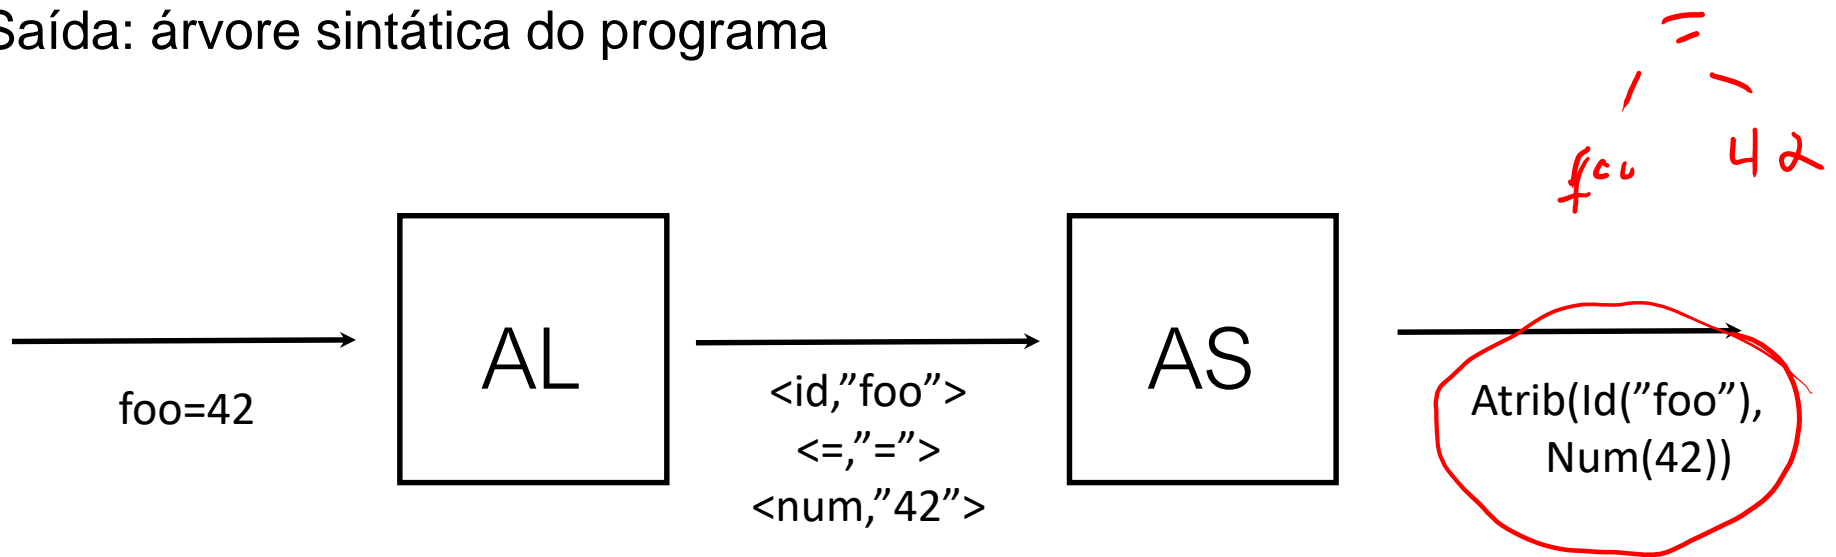 Saída: árvore sintática do programa
=
foo 42
AL
AS
foo=42
<id,”foo”>
<=,”=”>
<num,”42”>
Atrib(Id(”foo”),
Num(42))